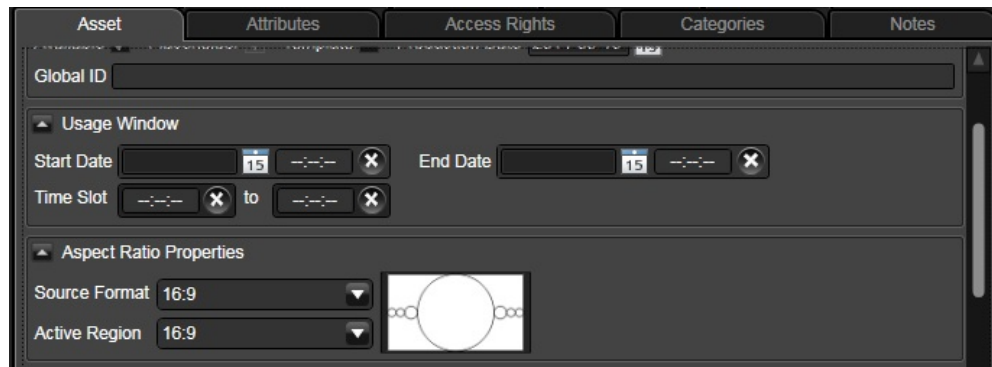 Asset Attributes Access Rights Categories Notes
Global ID
Usage Window
Start Date 15 --:--:-- End Date 15 --:--:--
Time Slot --:--:-- to --:--:--
Aspect Ratio Properties
Source Format 16:9
Active Region 16:9